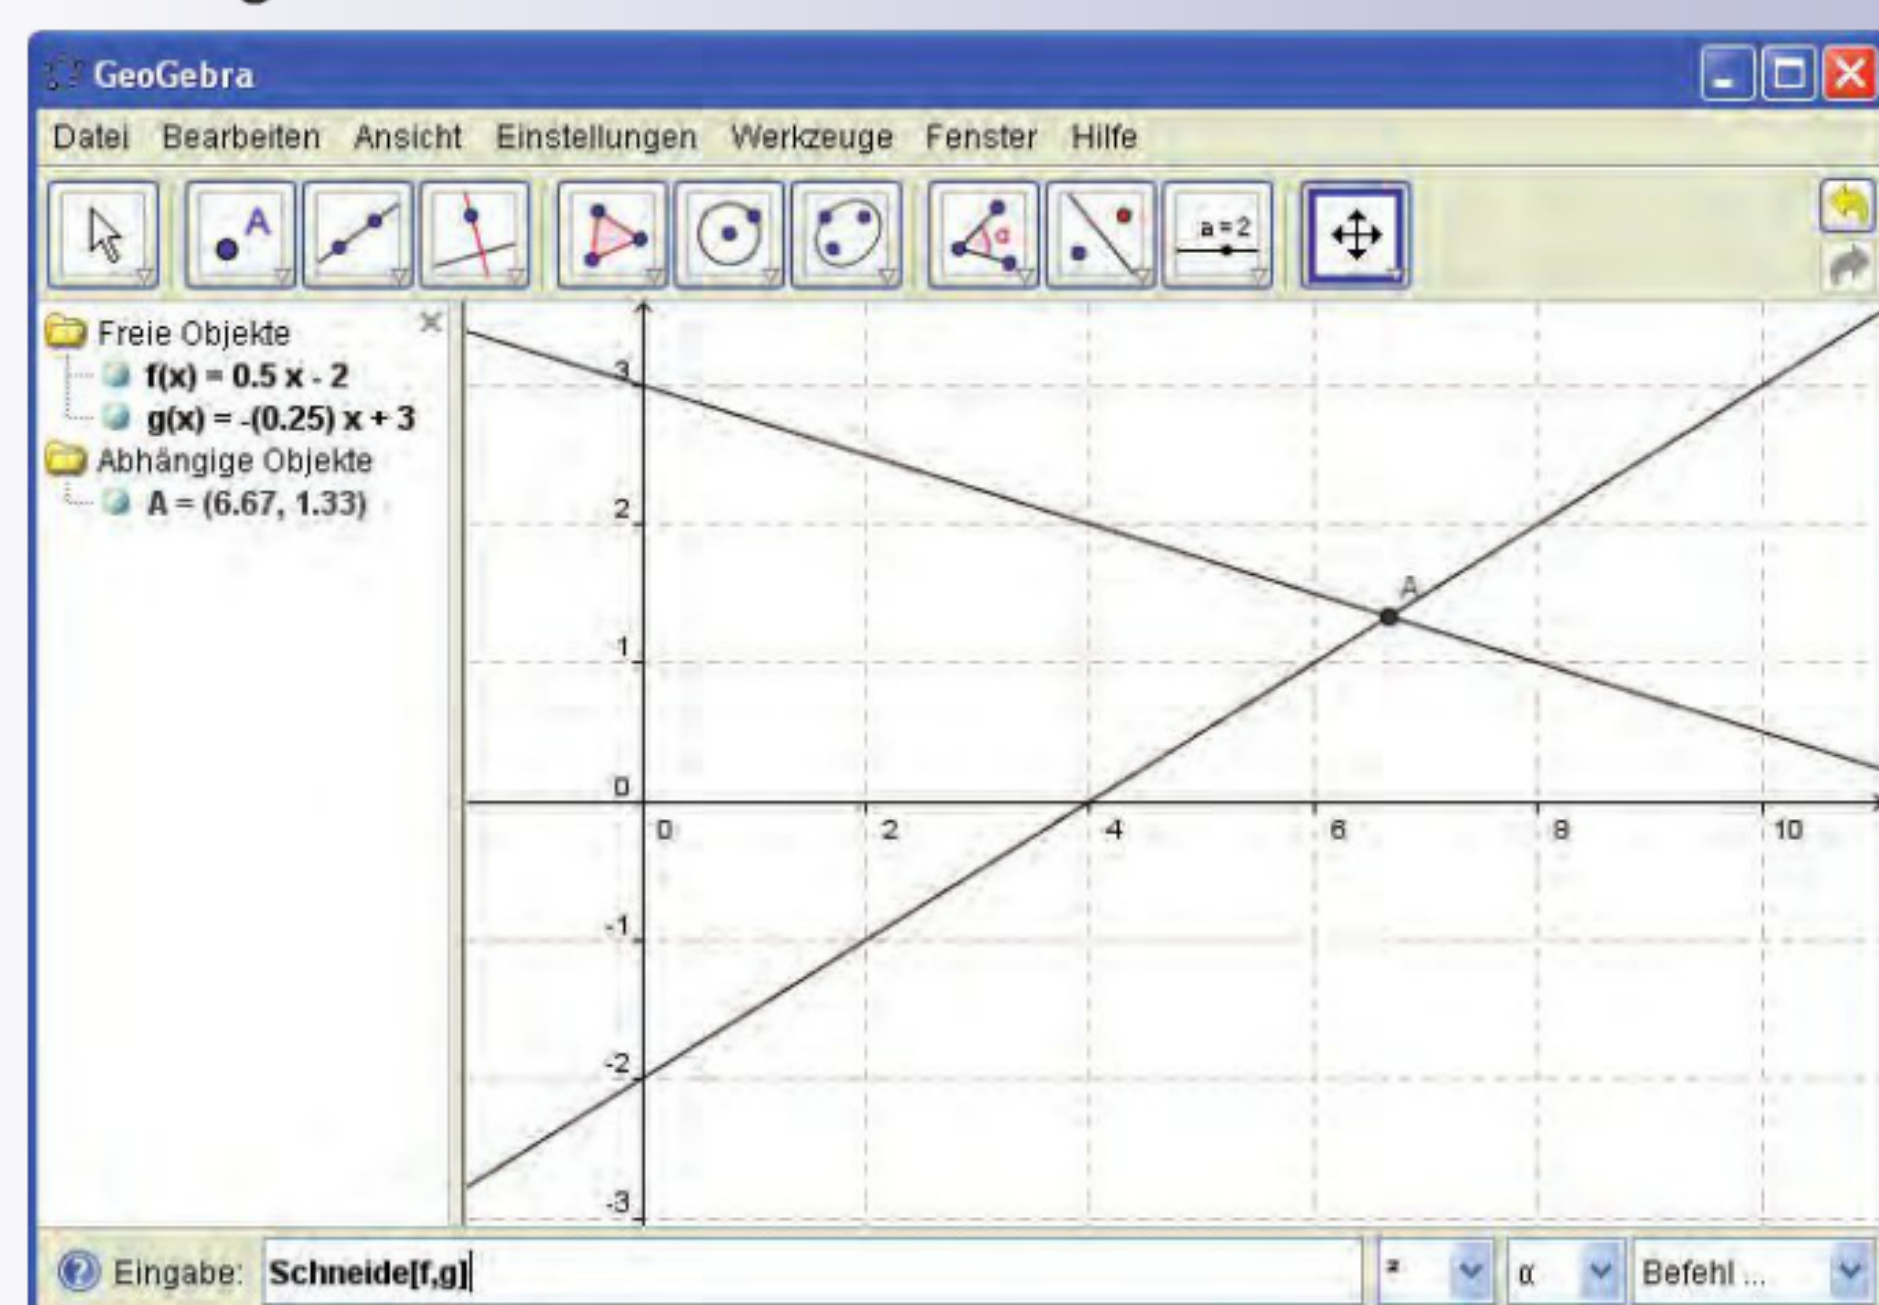 GeoGebra
Datei Bearbeiten Ansicht Einstellungen Werkzeuge Fenster Hilfe
A
α
a = 2
Freie Objekte
f(x) = 0.5 x - 2
g(x) = -(0.25) x + 3
Abhängige Objekte
A = (6.67, 1.33)
3
2
A
1
0
0 2 4 6 8 10
-1
-2
-3
Eingabe: Schneide[f,g]
α
Befehl ...